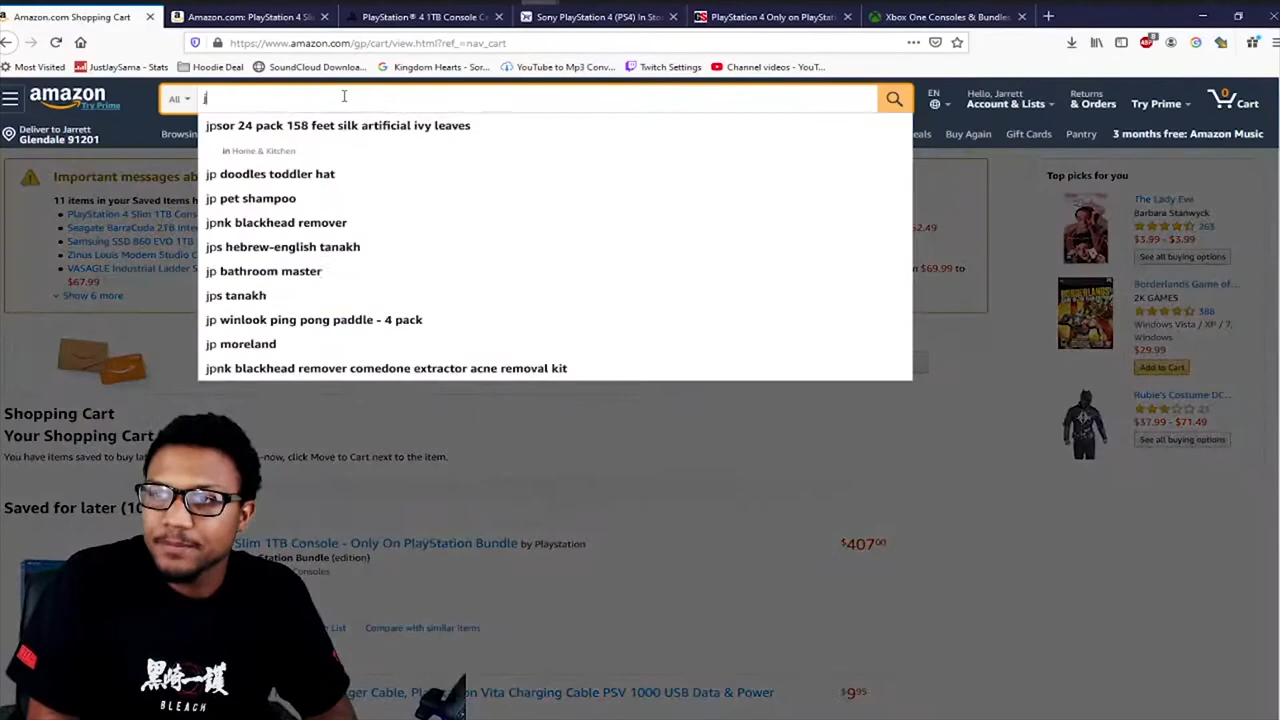 Amazon.com Shopping Cart
Amazon.com: PlayStation 4 Sli
PlayStation® 4 1TB Console C
Sony PlayStation 4 (PS4) In Sto
PlayStation 4 Only on PlayStati
Xbox One Consoles & Bundles
https://www.amazon.com/gp/cart/view.html?ref_=nav_cart
Most Visited
JustJaySama - Stats
Hoodie Deal
SoundCloud Downloa...
Kingdom Hearts - Sor...
YouTube to Mp3 Conv...
Twitch Settings
Channel videos - YouT...
amazon
Try Prime
All
j
EN
Hello, Jarrett
Account & Lists
Returns
& Orders
Try Prime
0
Cart
Deliver to Jarrett
Glendale 91201
Browsin
eals
Buy Again
Gift Cards
Pantry
3 months free: Amazon Music
jpsor 24 pack 158 feet silk artificial ivy leaves
in Home & Kitchen
jp doodles toddler hat
jp pet shampoo
jpnk blackhead remover
jps hebrew-english tanakh
jp bathroom master
jps tanakh
jp winlook ping pong paddle - 4 pack
jp moreland
jpnk blackhead remover comedone extractor acne removal kit
Important messages ab
11 items in your Saved Items h
PlayStation 4 Slim 1TB Cons
Seagate BarraCuda 2TB Inte
Samsung SSD 860 EVO 1TB
Zinus Louis Modern Studio C
VASAGLE Industrial Ladder S
$67.99
Show 6 more
$2.49
m $69.99 to
Top picks for you
The Lady Eve
Barbara Stanwyck
263
$3.99 - $3.99
See all buying options
Borderlands Game of...
2K GAMES
388
Windows Vista / XP / 7,
Windows
$29.99
Add to Cart
Rubie's Costume DC...
21
$37.99 - $71.49
See all buying options
Shopping Cart
Your Shopping Cart
You have items saved to buy lat
-now, click Move to Cart next to the item.
Saved for later (10
Slim 1TB Console - Only On PlayStation Bundle by Playstation
Station Bundle (edition)
Consoles
$407.00
List
Compare with similar items
ger Cable, Pl
Station Vita Charging Cable PSV 1000 USB Data & Power
$9.95
黒崎一護
BLEACH